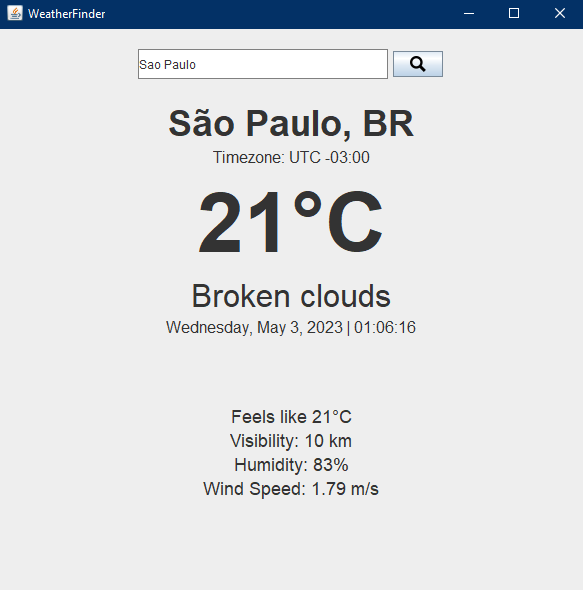 WeatherFinder
Sao Paulo
São Paulo, BR
Timezone: UTC -03:00
21°C
Broken clouds
Wednesday, May 3, 2023 | 01:06:16
Feels like 21°C
Visibility: 10 km
Humidity: 83%
Wind Speed: 1.79 m/s